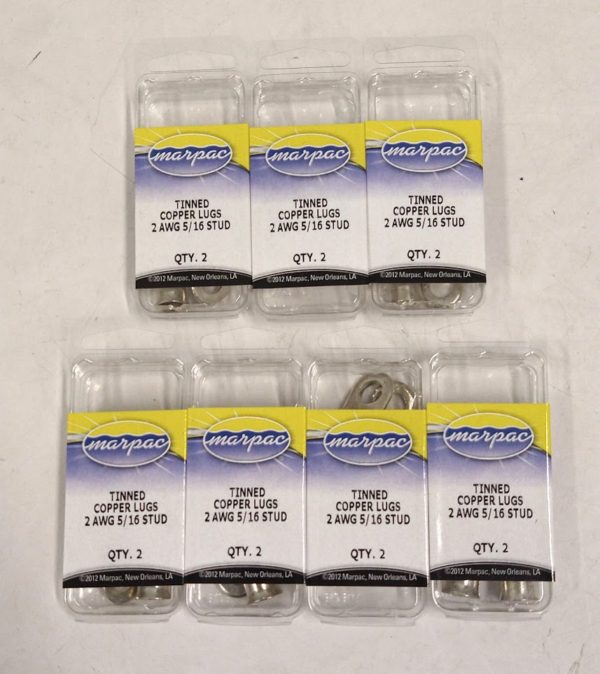 marpac
TINNED
COPPER LUGS
2 AWG 5/16 STUD
QTY. 2
©2012 Marpac, New Orleans, LA
marpac
TINNED
COPPER LUGS
2 AWG 5/16 STUD
QTY. 2
©2012 Marpac, New Orleans, LA
marpac
TINNED
COPPER LUGS
2 AWG 5/16 STUD
QTY. 2
©2012 Marpac, New Orleans, LA
marpac
TINNED
COPPER LUGS
2 AWG 5/16 STUD
QTY. 2
©2012 Marpac, New Orleans, LA
marpac
TINNED
COPPER LUGS
2 AWG 5/16 STUD
QTY. 2
©2012 Marpac, New Orleans, LA
marpac
TINNED
COPPER LUGS
2 AWG 5/16 STUD
QTY. 2
©2012 Marpac, New Orleans, LA
marpac
TINNED
COPPER LUGS
2 AWG 5/16 STUD
QTY. 2
©2012 Marpac, New Orleans, LA